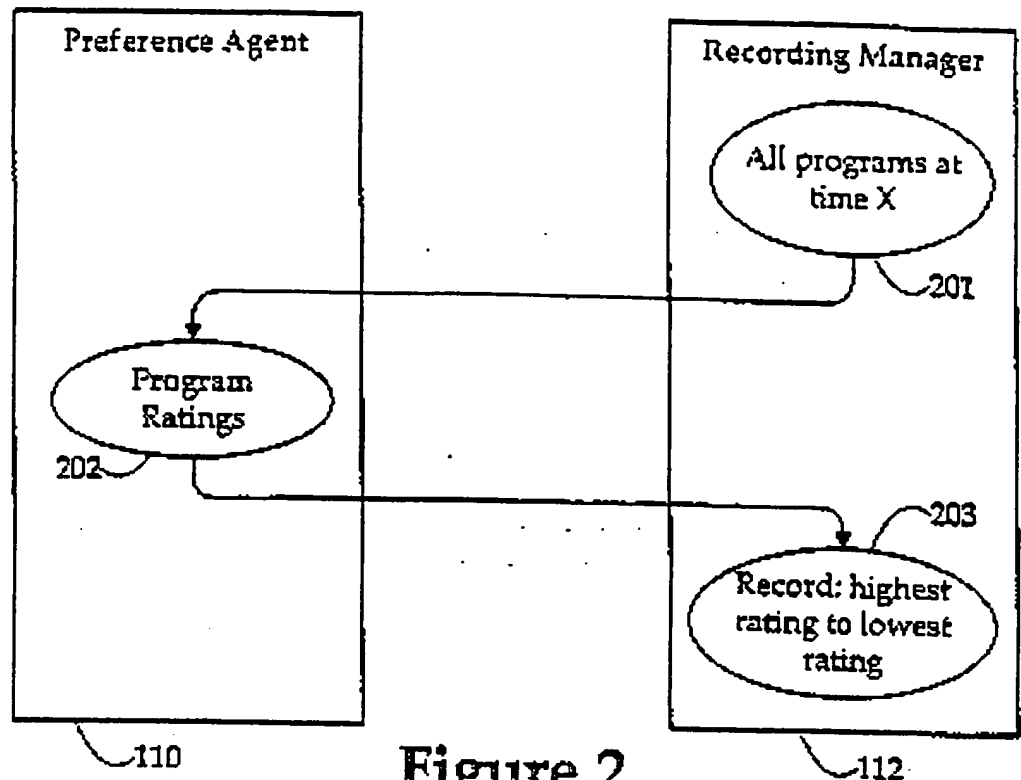 Preference Agent
Recording Manager
All programs at
time X
201
Program
Ratings
202
203
Record: highest
rating to lowest
rating
110
112
Figure 2